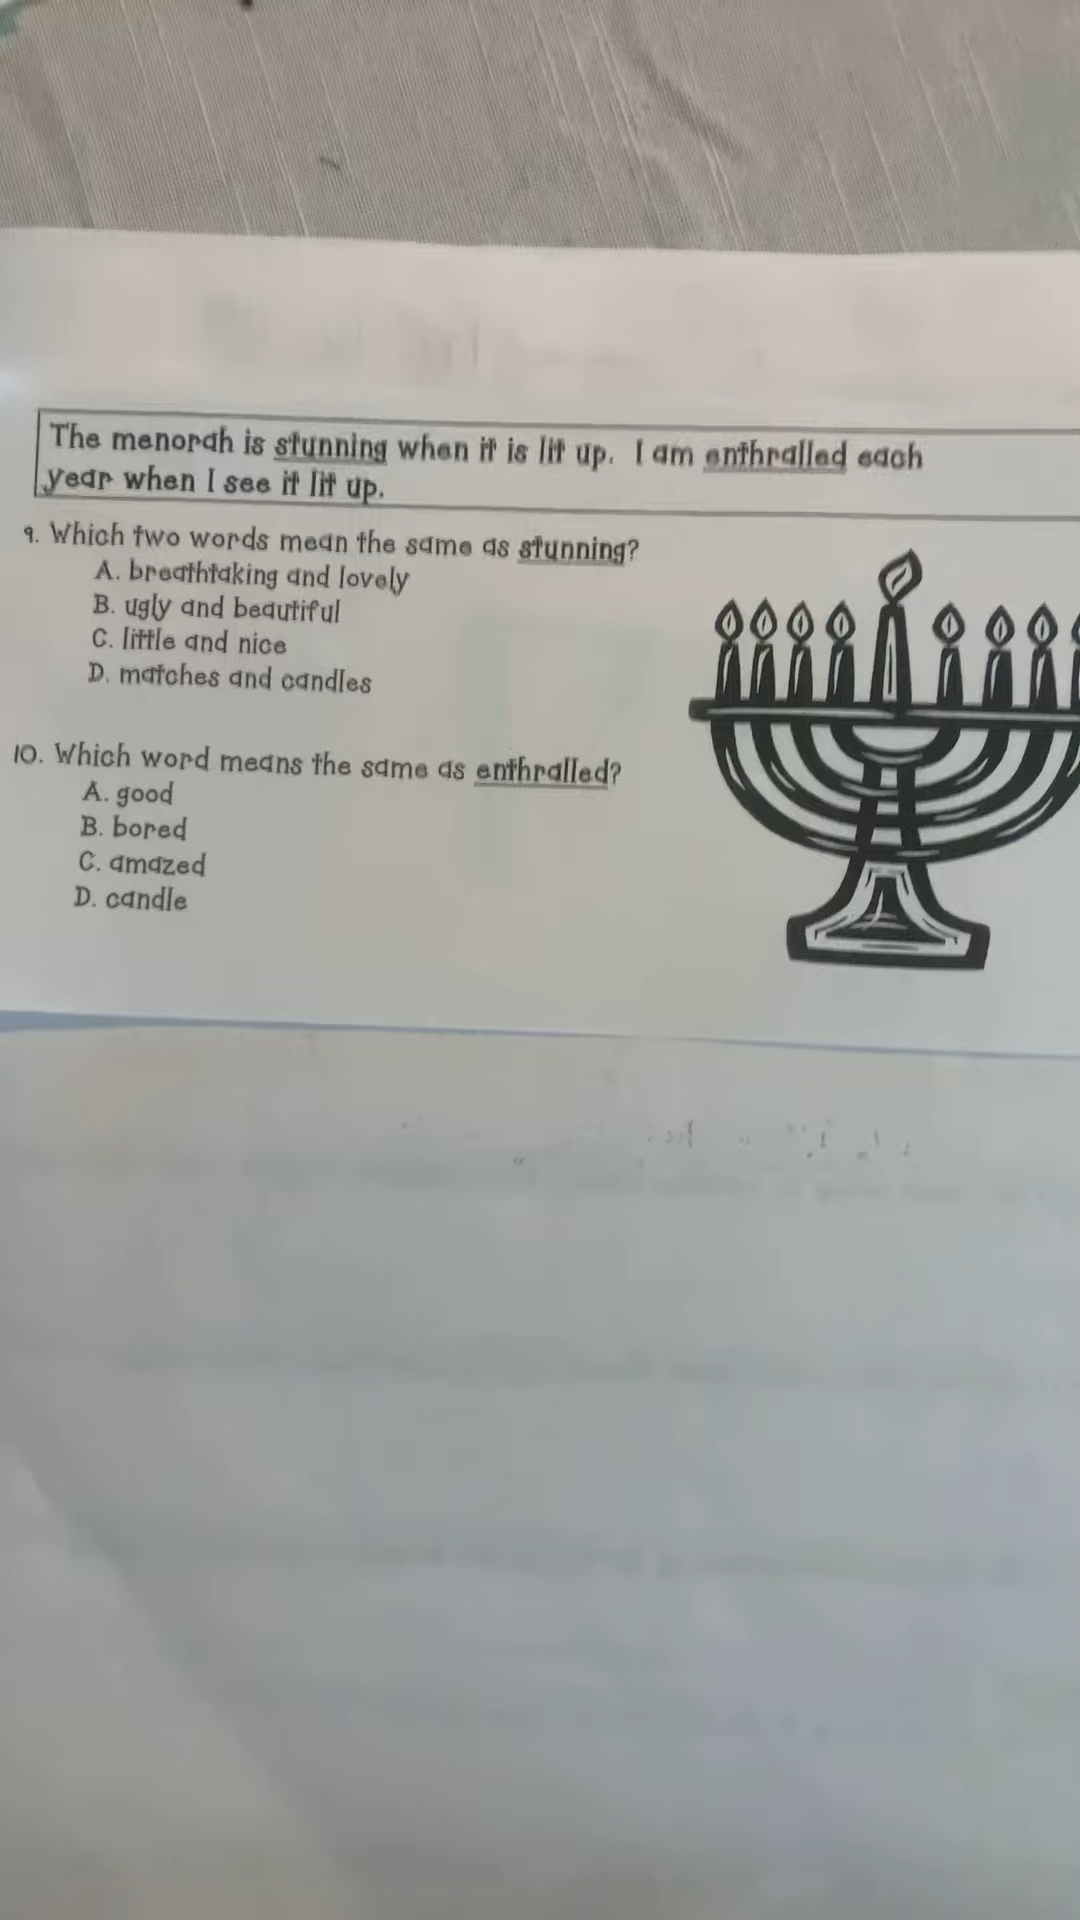 The menorah is stunning when it is lit up. I am enthralled each
year when I see it lit up.
9. Which two words mean the same as stunning?
A. breathtaking and lovely
B. ugly and beautiful
C. little and nice
D. matches and candles
10. Which word means the same as enthralled?
A. good
B. bored
C. amazed
D. candle